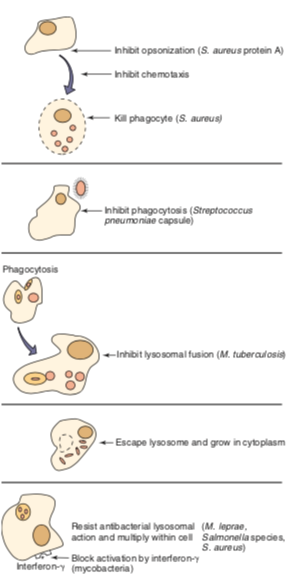 Inhibit opsonization (S. aureus protein A)
Inhibit chemotaxis
Kill phagocyte (S. aureus)
Inhibit phagocytosis (Streptococcus
pneumoniae capsule)
Phagocytosis
Inhibit lysosomal fusion (M. tuberculosis)
Escape lysosome and grow in cytoplasm
Resist antibacterial lysosomal (M. leprae,
action and multiply within cell Salmonella species,
S. aureus)
Block activation by interferon-γ
(mycobacteria)
Interferon-γ